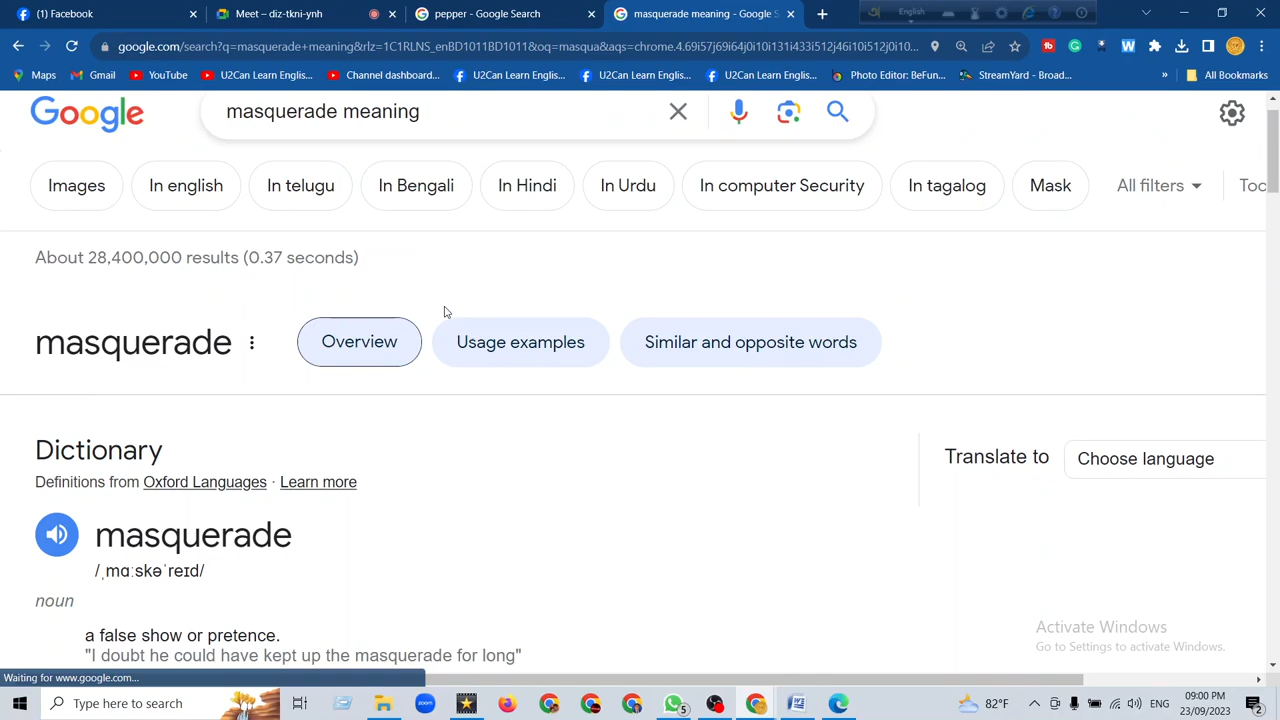 (1) Facebook
Meet – diz-tkni-ynh
pepper - Google Search
masquerade meaning - Google S
English
google.com/search?q=masquerade+meaning&rlz=1C1RLNS_enBD1011BD1011&oq=masqua&aqs=chrome.4.69i57j69i64j0i10i131i433i512j46i10i512j0i10...
Maps
Gmail
YouTube
U2Can Learn Englis...
Channel dashboard...
U2Can Learn Englis...
U2Can Learn Englis...
U2Can Learn Englis...
Photo Editor: BeFun...
StreamYard - Broad...
»
All Bookmarks
Google
masquerade meaning
Images
In english
In telugu
In Bengali
In Hindi
In Urdu
In computer Security
In tagalog
Mask
All filters
Too
About 28,400,000 results (0.37 seconds)
masquerade
Overview
Usage examples
Similar and opposite words
Dictionary
Definitions from Oxford Languages · Learn more
Translate to
Choose language
masquerade
/ˌmɑːskəˈreɪd/
noun
a false show or pretence.
"I doubt he could have kept up the masquerade for long"
Activate Windows
Go to Settings to activate Windows.
Waiting for www.google.com...
Type here to search
zoom
5
82°F
ENG
09:00 PM
23/09/2023
2